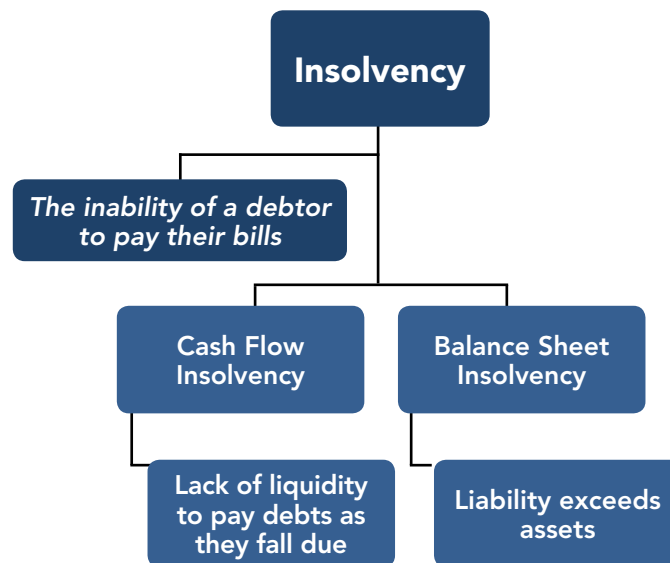 Insolvency
The inability of a debtor
to pay their bills
Cash Flow
Insolvency
Balance Sheet
Insolvency
Lack of liquidity
to pay debts as
they fall due
Liability exceeds
assets